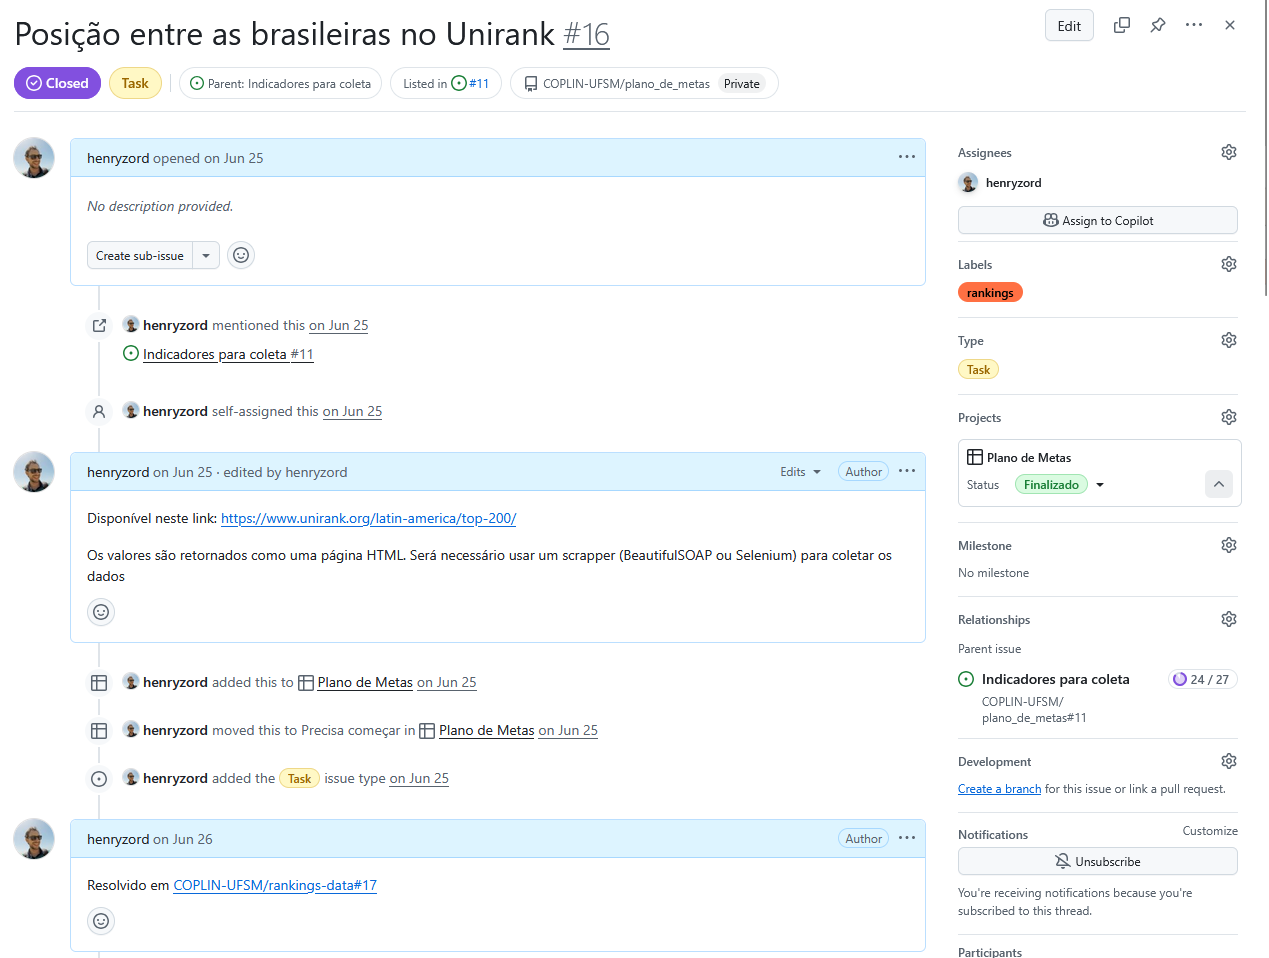 Posição entre as brasileiras no Unirank #16
Edit
Closed
Task
Parent: Indicadores para coleta
Listed in #11
COPLIN-UFSM/plano_de_metas Private
henryzord opened on Jun 25
No description provided.
Create sub-issue
henryzord mentioned this on Jun 25
Indicadores para coleta #11
henryzord self-assigned this on Jun 25
henryzord on Jun 25 · edited by henryzord
Edits
Author
Disponível neste link: https://www.unirank.org/latin-america/top-200/
Os valores são retornados como uma página HTML. Será necessário usar um scrapper (BeautifulSOAP ou Selenium) para coletar os
dados
henryzord added this to Plano de Metas on Jun 25
henryzord moved this to Precisa começar in Plano de Metas on Jun 25
henryzord added the Task issue type on Jun 25
henryzord on Jun 26
Author
Resolvido em COPLIN-UFSM/rankings-data#17
Assignees
henryzord
Assign to Copilot
Labels
rankings
Type
Task
Projects
Plano de Metas
Status Finalizado
Milestone
No milestone
Relationships
Parent issue
Indicadores para coleta 24 / 27
COPLIN-UFSM/
plano_de_metas#11
Development
Create a branch for this issue or link a pull request.
Notifications
Customize
Unsubscribe
You're receiving notifications because you're
subscribed to this thread.
Participants